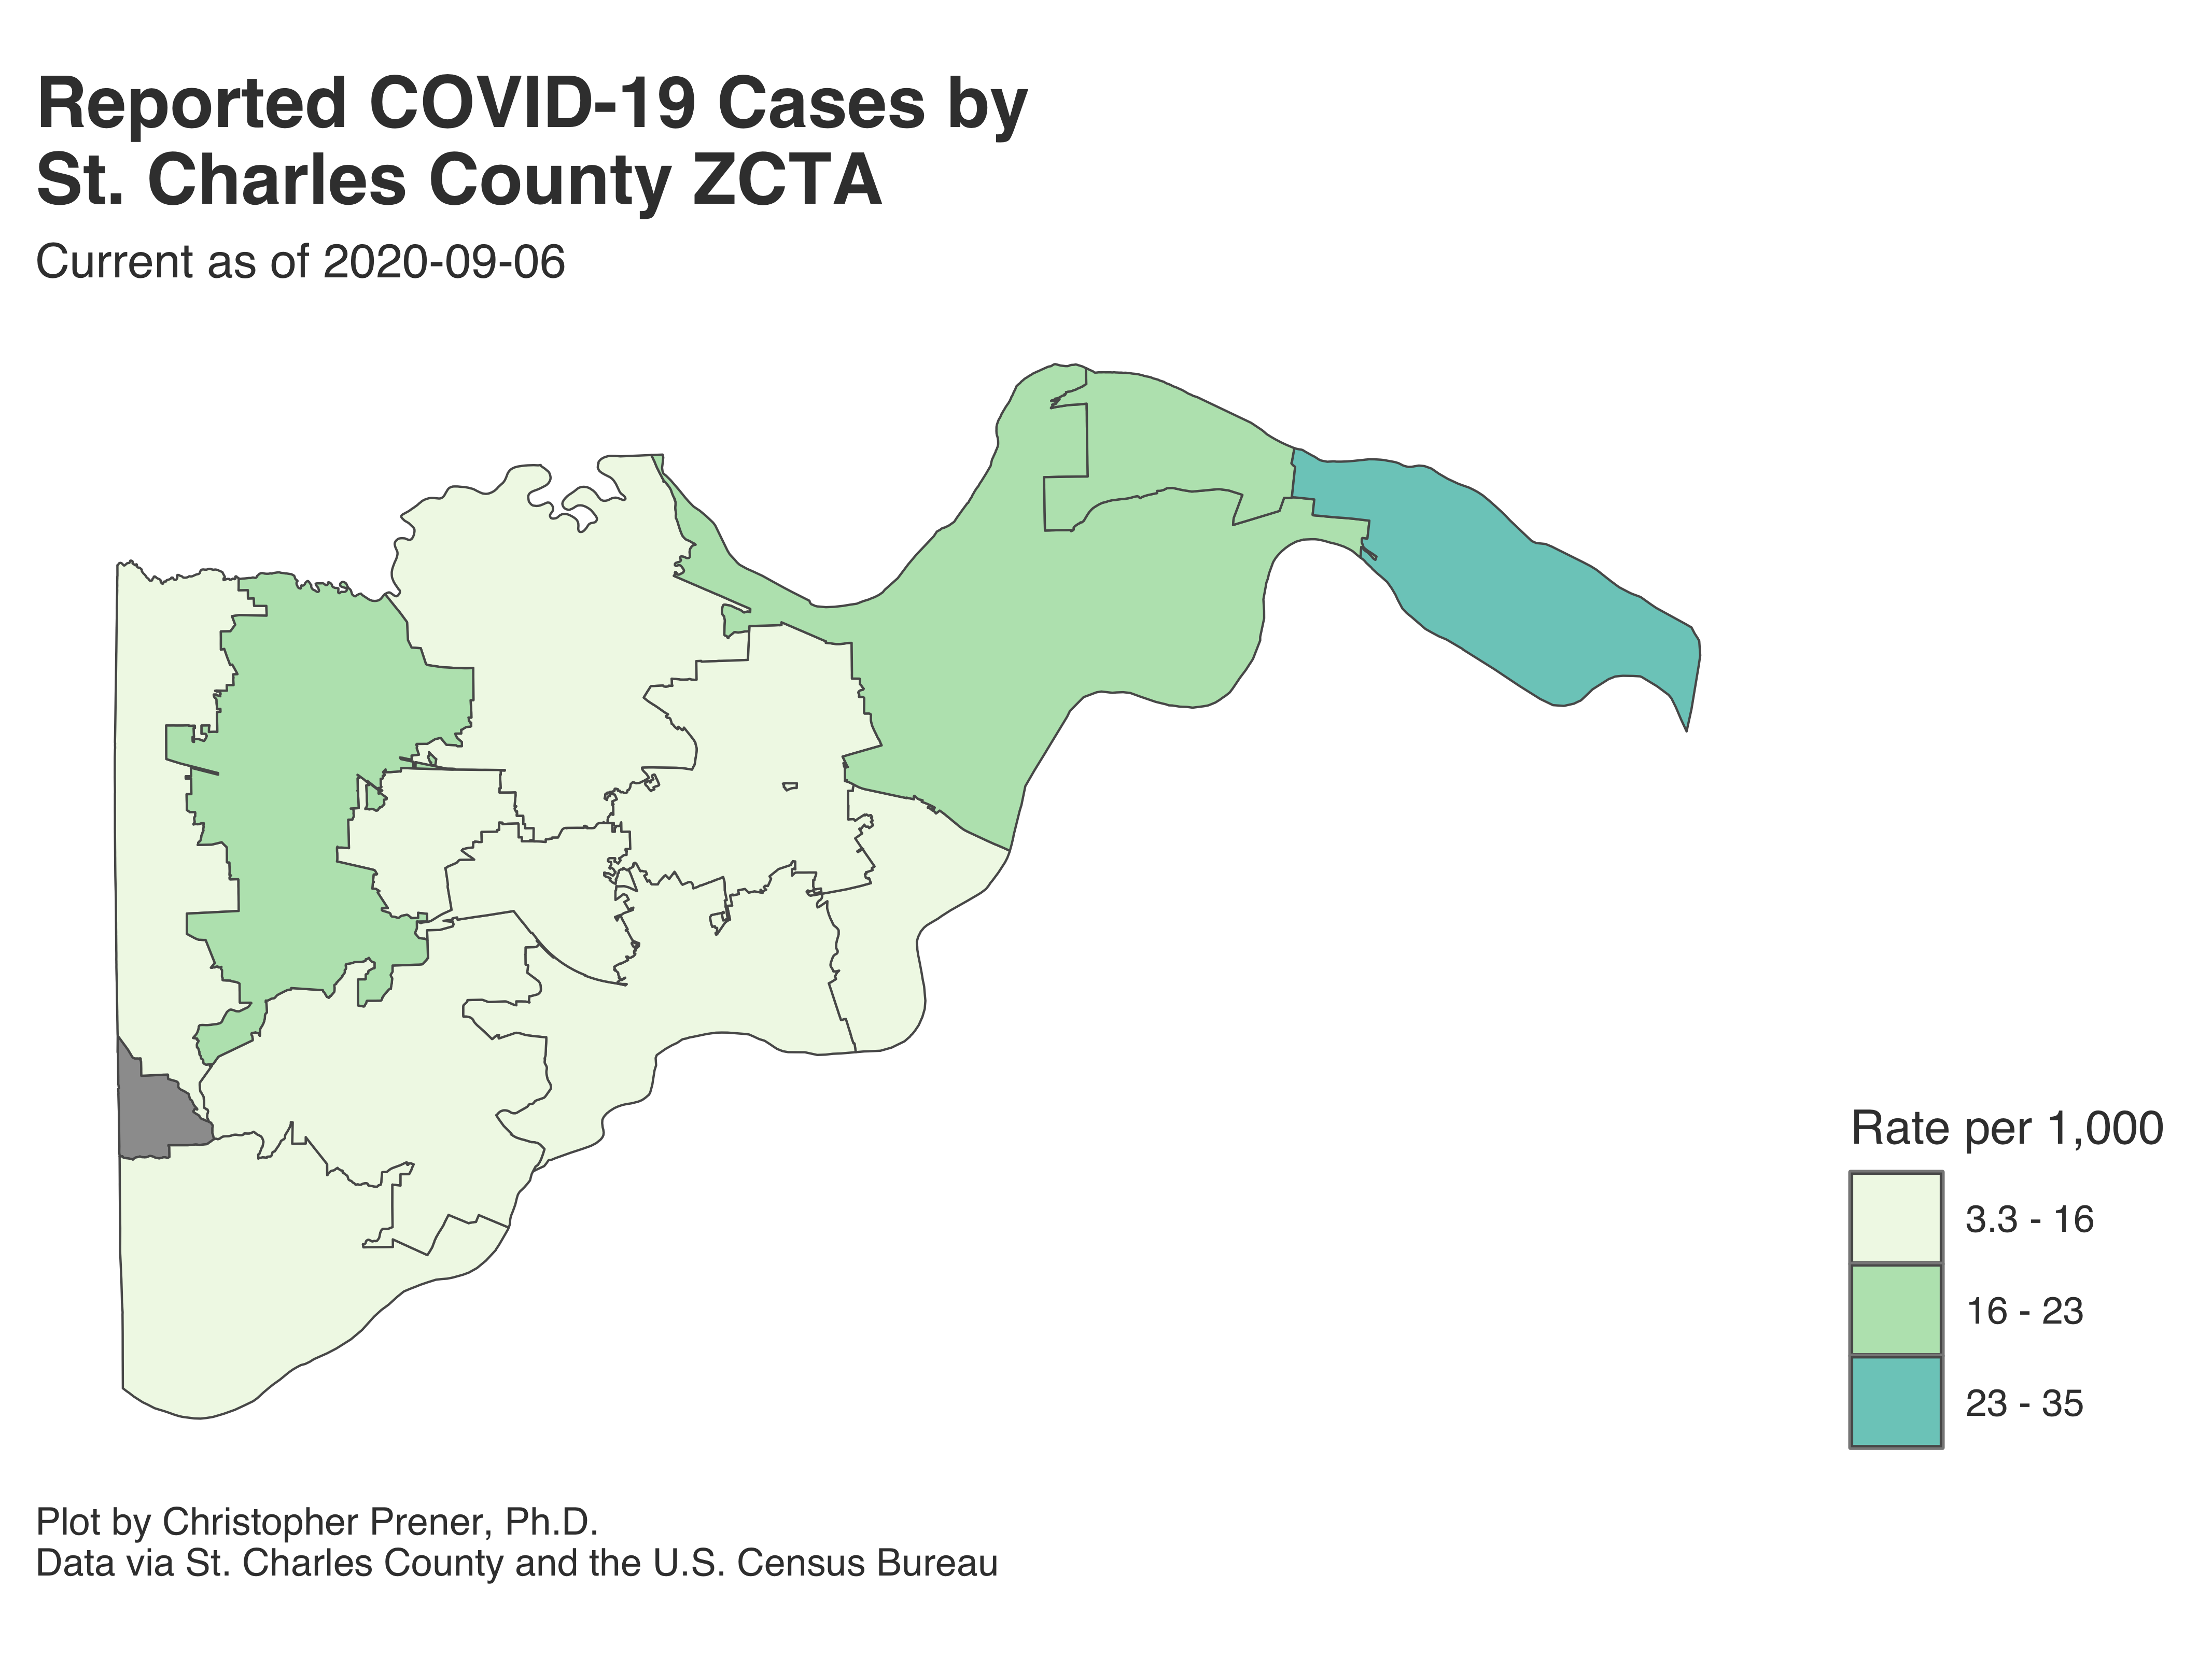 Reported COVID-19 Cases by
St. Charles County ZCTA
Current as of 2020-09-06
Rate per 1,000
3.3 - 16
16 - 23
23 - 35
Plot by Christopher Prener, Ph.D.
Data via St. Charles County and the U.S. Census Bureau